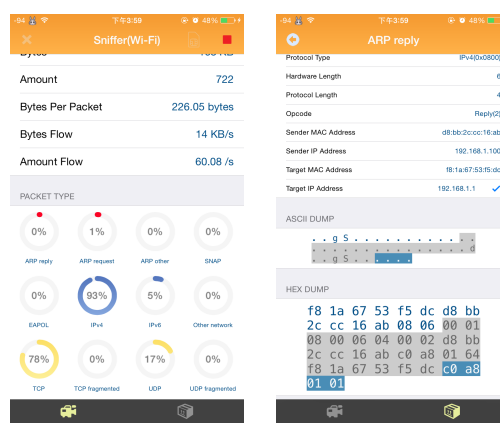 -94 下午3:59 48%
Sniffer(Wi-Fi)
Amount 722
Bytes Per Packet 226.05 bytes
Bytes Flow 14 KB/s
Amount Flow 60.08 /s
PACKET TYPE
0% 1% 0% 0%
ARP reply ARP request ARP other SNAP
0% 93% 5% 0%
EAPOL IPv4 IPv6 Other network
78% 0% 17% 0%
TCP TCP fragmented UDP UDP fragmented
-94 下午3:59 48%
ARP reply
Protocol Type IPv4(0x0800)
Hardware Length 6
Protocol Length 4
Opcode Reply(2)
Sender MAC Address d8:bb:2c:cc:16:ab
Sender IP Address 192.168.1.100
Target MAC Address f8:1a:67:53:f5:dc
Target IP Address 192.168.1.1
ASCII DUMP
. . g S . . . . . . . . . . . .
. . . . . . . . . . . . . . . d
. . g S . . . . . .
HEX DUMP
f8 1a 67 53 f5 dc d8 bb
2c cc 16 ab 08 06 00 01
08 00 06 04 00 02 d8 bb
2c cc 16 ab c0 a8 01 64
f8 1a 67 53 f5 dc c0 a8
01 01